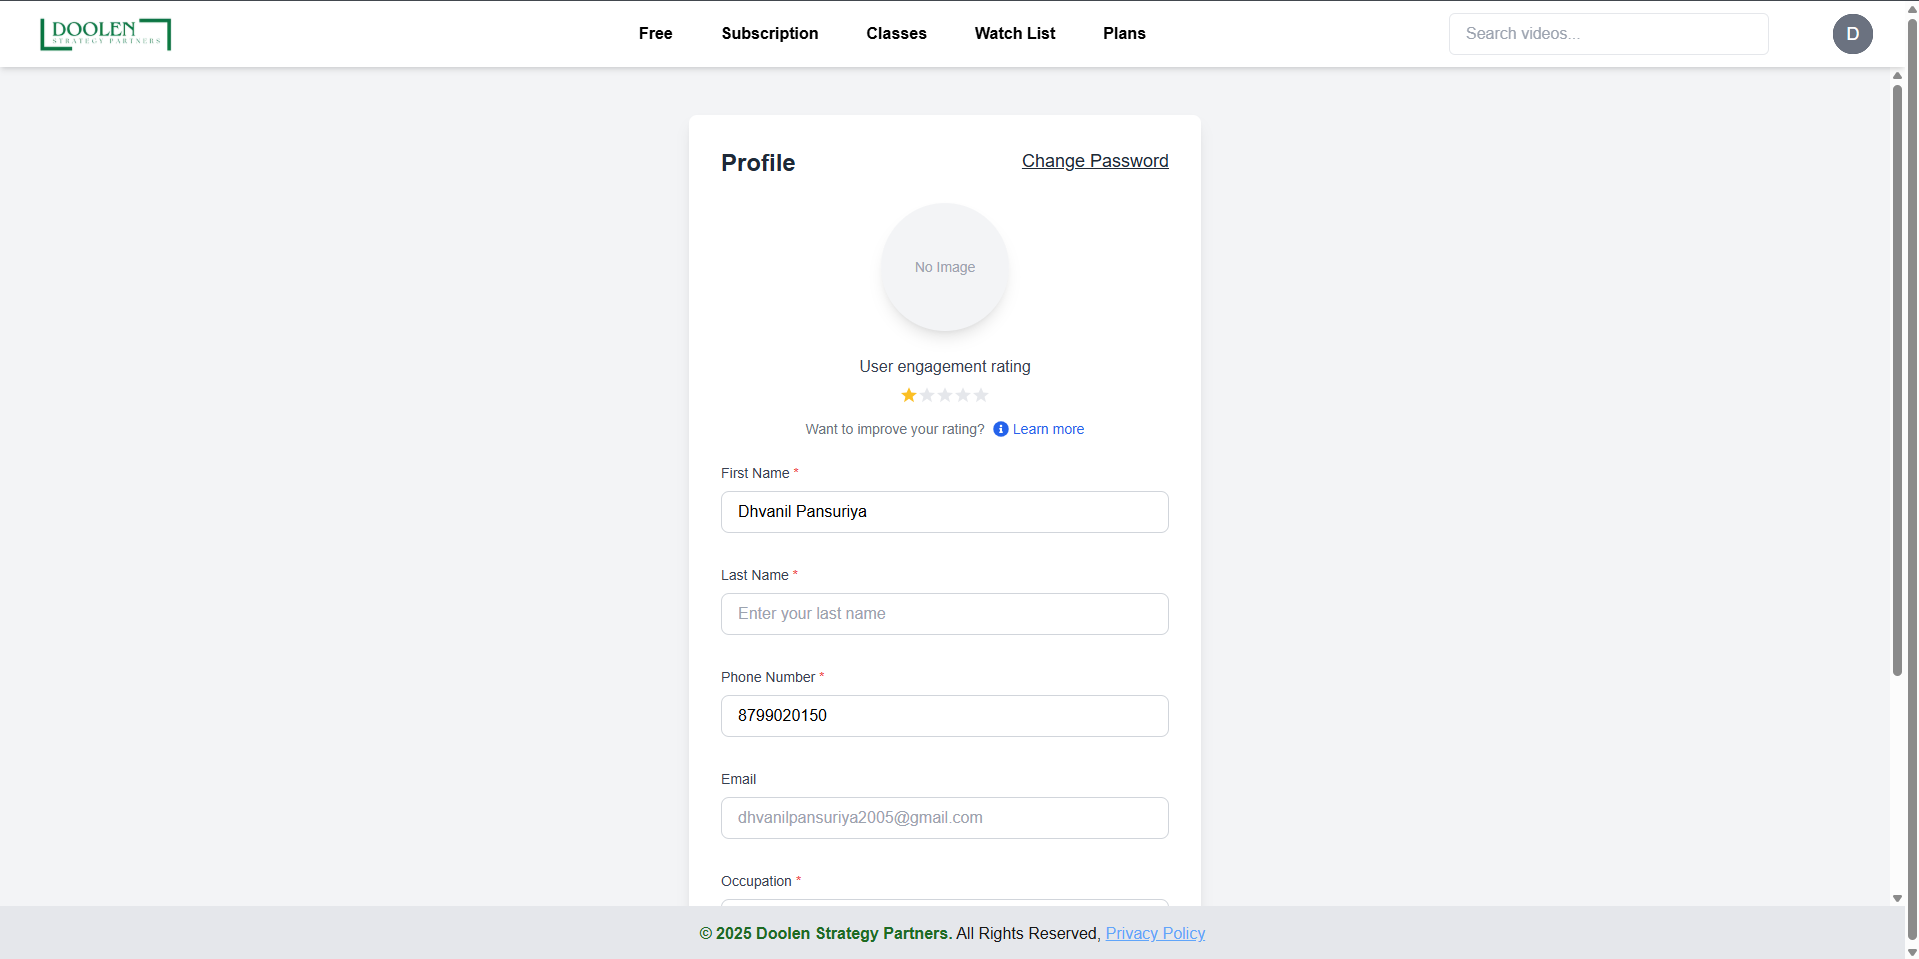 DOOLEN
STRATEGY PARTNERS
Free Subscription Classes Watch List Plans
Search videos...
D
Profile
Change Password
No Image
User engagement rating
Want to improve your rating? Learn more
First Name *
Dhvanil Pansuriya
Last Name *
Enter your last name
Phone Number *
8799020150
Email
dhvanilpansuriya2005@gmail.com
Occupation *
© 2025 Doolen Strategy Partners. All Rights Reserved, Privacy Policy